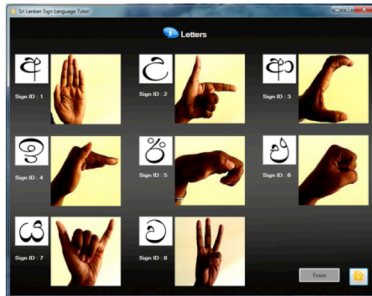 Sri Lankan Sign Language Tutor
Letters
අ
Sign ID : 1
Sign ID : 2
Sign ID : 3
ඉ
Sign ID : 4
Sign ID : 5
Sign ID : 6
ය
Sign ID : 7
ව
Sign ID : 8
Train